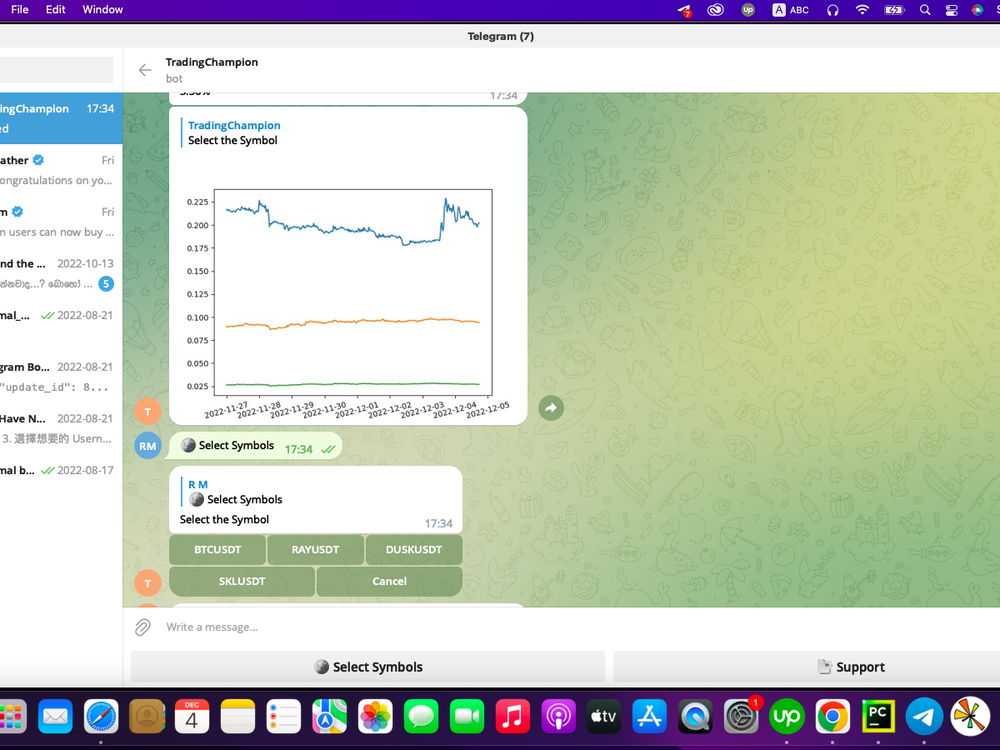 File Edit Window
7
UP
A ABC
Telegram (7)
TradingChampion
bot
ingChampion 17:34
ed
ather Fri
ongratulations on yo...
m Fri
m users can now buy ...
nd the ... 2022-10-13
5
mal_... 2022-08-21
gram Bo... 2022-08-21
"update_id": 8...
Have N... 2022-08-21
3. 選擇想要的 Usern...
mal b... 2022-08-17
17:34
TradingChampion
Select the Symbol
0.225
0.200
0.175
0.150
0.125
0.100
0.075
0.050
0.025
2022-11-27 2022-11-28 2022-11-29 2022-11-30 2022-12-01 2022-12-02 2022-12-03 2022-12-04 2022-12-05
T
RM
Select Symbols 17:34
R M
Select Symbols
Select the Symbol 17:34
BTCUSDT RAYUSDT DUSKUSDT
T
SKLUSDT Cancel
Write a message...
Select Symbols Support
DEC
4
tv
1
up
PC